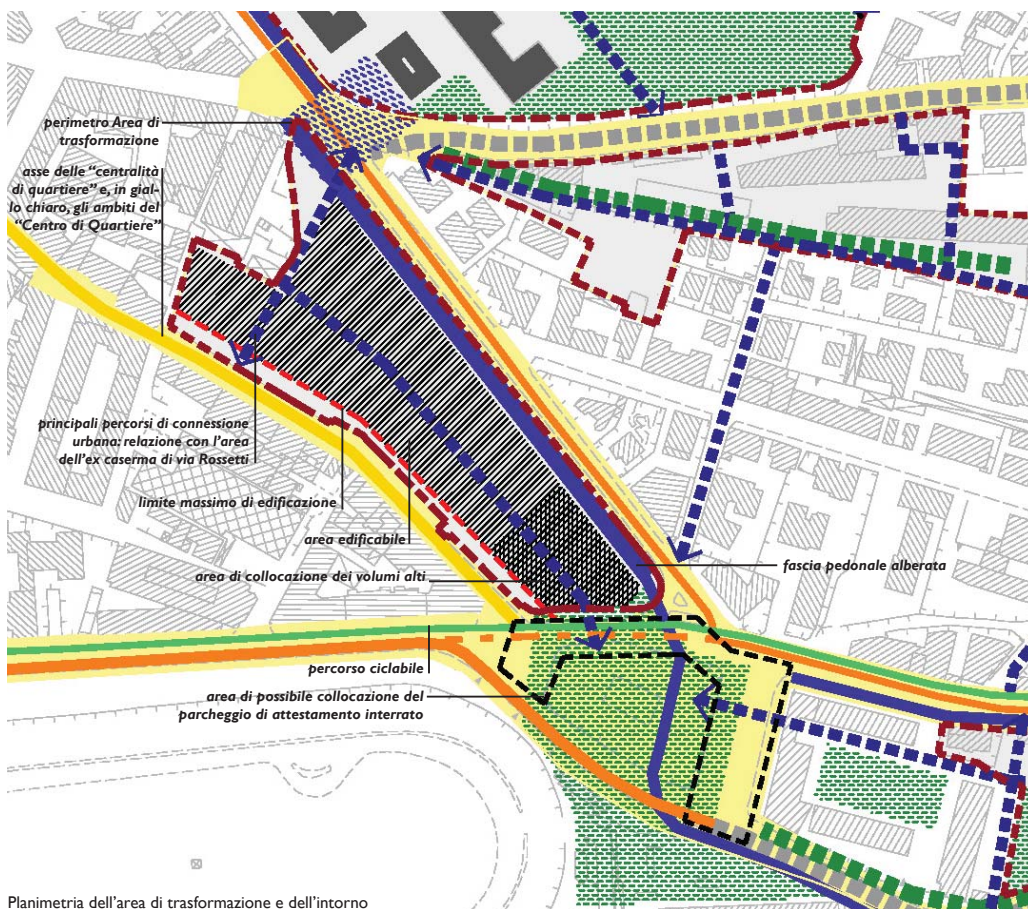 perimetro Area di
trasformazione
asse delle “centralità
di quartiere” e, in gial-
lo chiaro, gli ambiti del
“Centro di Quartiere”
principali percorsi di connessione
urbana: relazione con l’area
dell’ex caserma di via Rossetti
limite massimo di edificazione
area edificabile
area di collocazione dei volumi alti
fascia pedonale alberata
percorso ciclabile
area di possibile collocazione del
parcheggio di attestamento interrato
Planimetria dell’area di trasformazione e dell’intorno